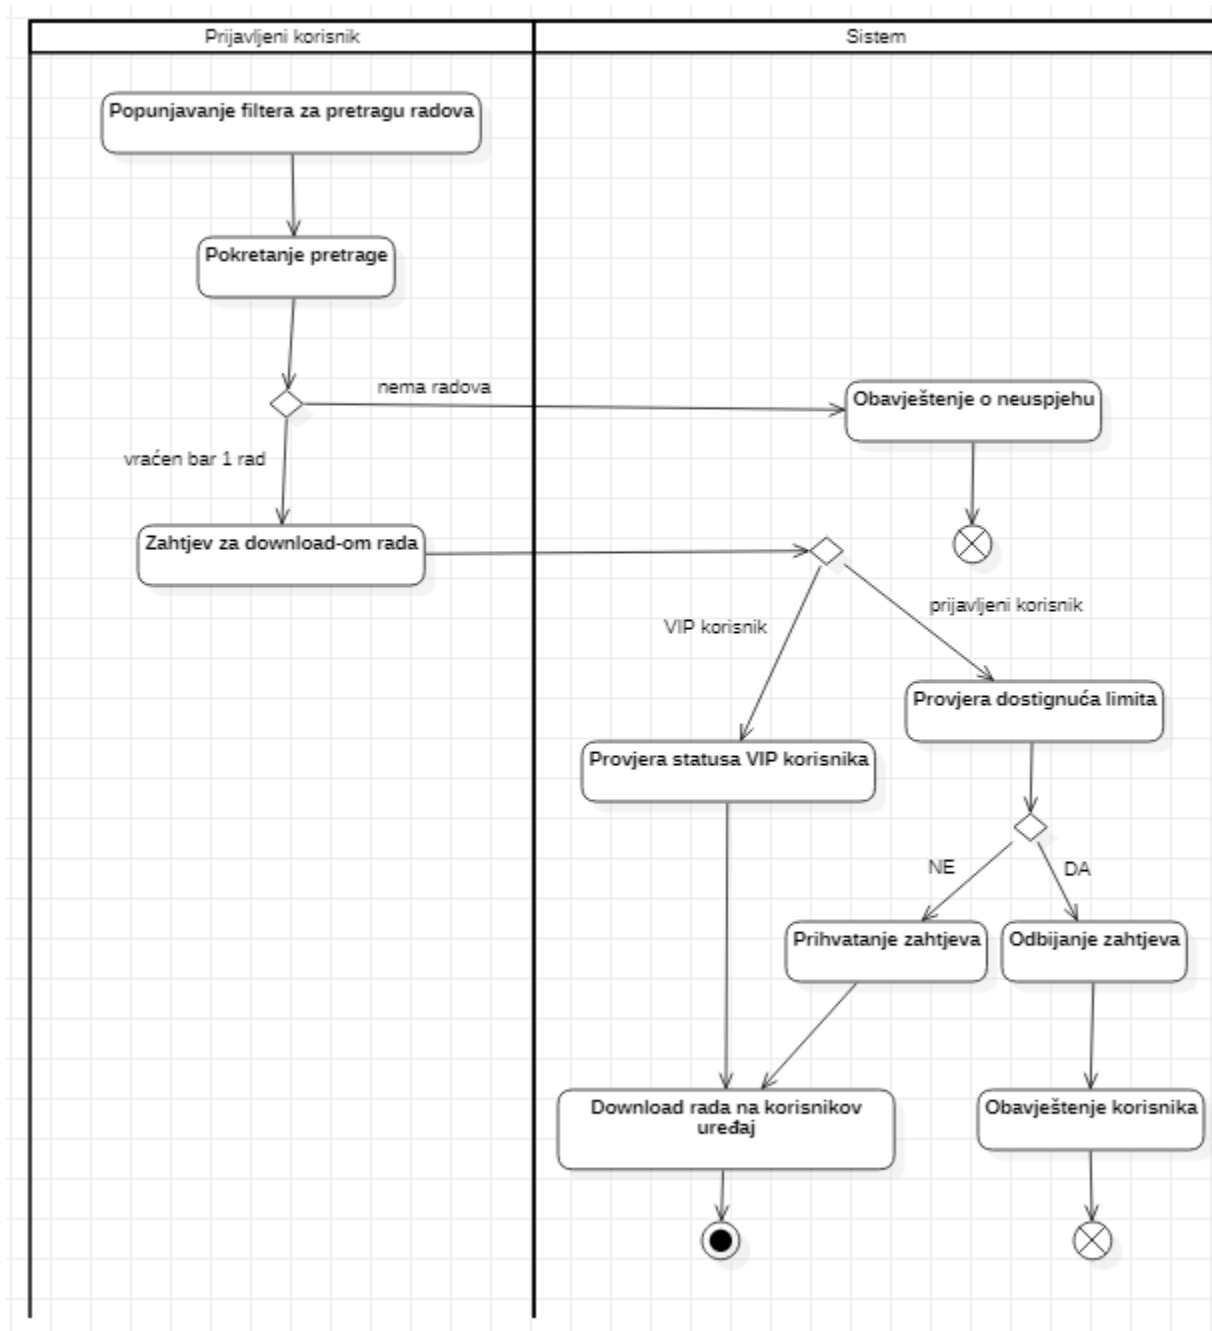 Prijavljeni korisnik
Sistem
Popunjavanje filtera za pretragu radova
Pokretanje pretrage
nema radova
Obavještenje o neuspjehu
vraćen bar 1 rad
Zahtjev za download-om rada
prijavljeni korisnik
VIP korisnik
Provjera dostignuća limita
Provjera statusa VIP korisnika
NE
DA
Prihvatanje zahtjeva
Odbijanje zahtjeva
Download rada na korisnikov
uređaj
Obavještenje korisnika